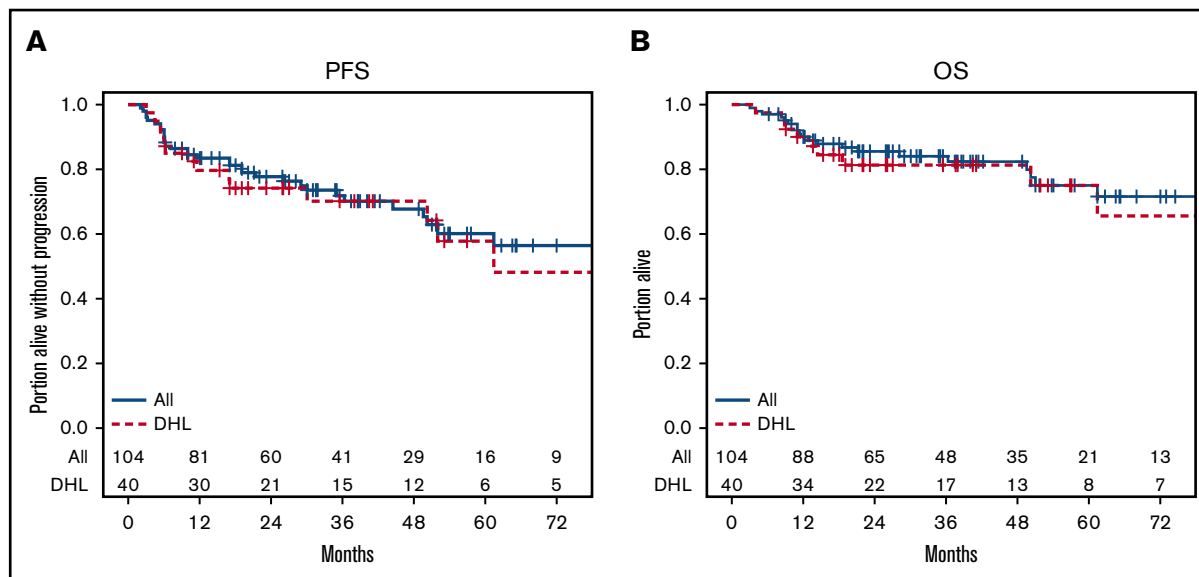 A
PFS
Portion alive without progression
1.0
0.8
0.6
0.4
0.2
0.0
All
DHL
All 104 81 60 41 29 16 9
DHL 40 30 21 15 12 6 5
0 12 24 36 48 60 72
Months
B
OS
Portion alive
1.0
0.8
0.6
0.4
0.2
0.0
All
DHL
All 104 88 65 48 35 21 13
DHL 40 34 22 17 13 8 7
0 12 24 36 48 60 72
Months